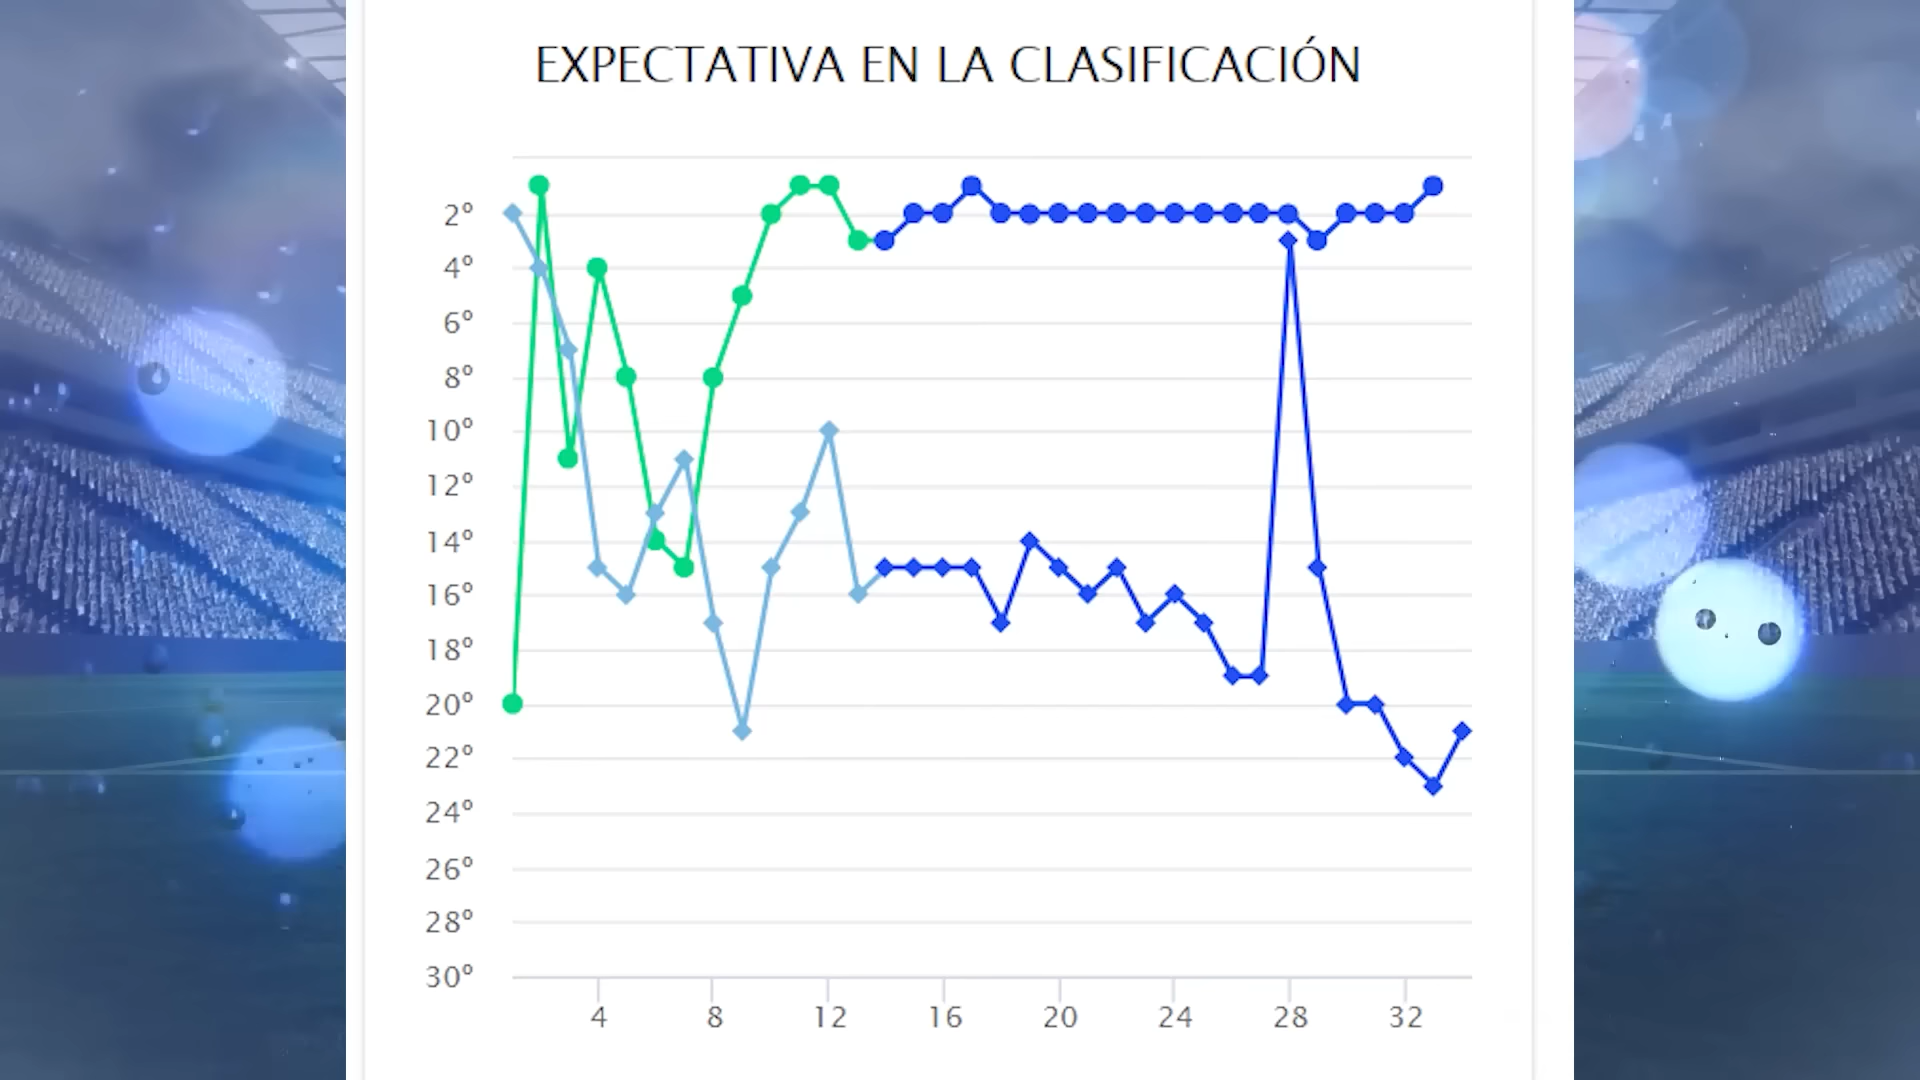 EXPECTATIVA EN LA CLASIFICACIÓN
2º
4º
6º
8º
10º
12º
14º
16º
18º
20º
22º
24º
26º
28º
30º
4 8 12 16 20 24 28 32